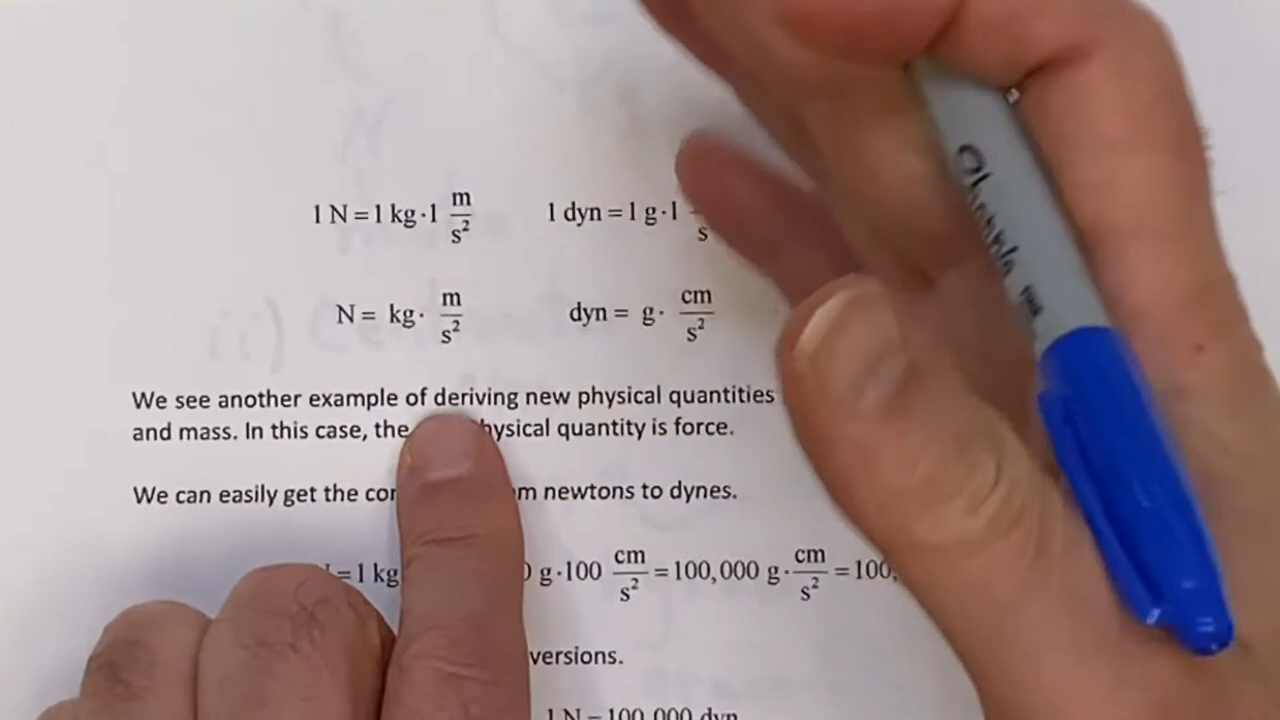 1 N = 1 kg · 1 m/s² 1 dyn = 1 g · 1 s
N = kg · m/s² dyn = g · cm/s²
We see another example of deriving new physical quantities
and mass. In this case, the physical quantity is force.
We can easily get the newtons to dynes.
= 1 kg g · 100 cm/s² = 100,000 g · cm/s² = 100,
1 N = 100,000 dyn